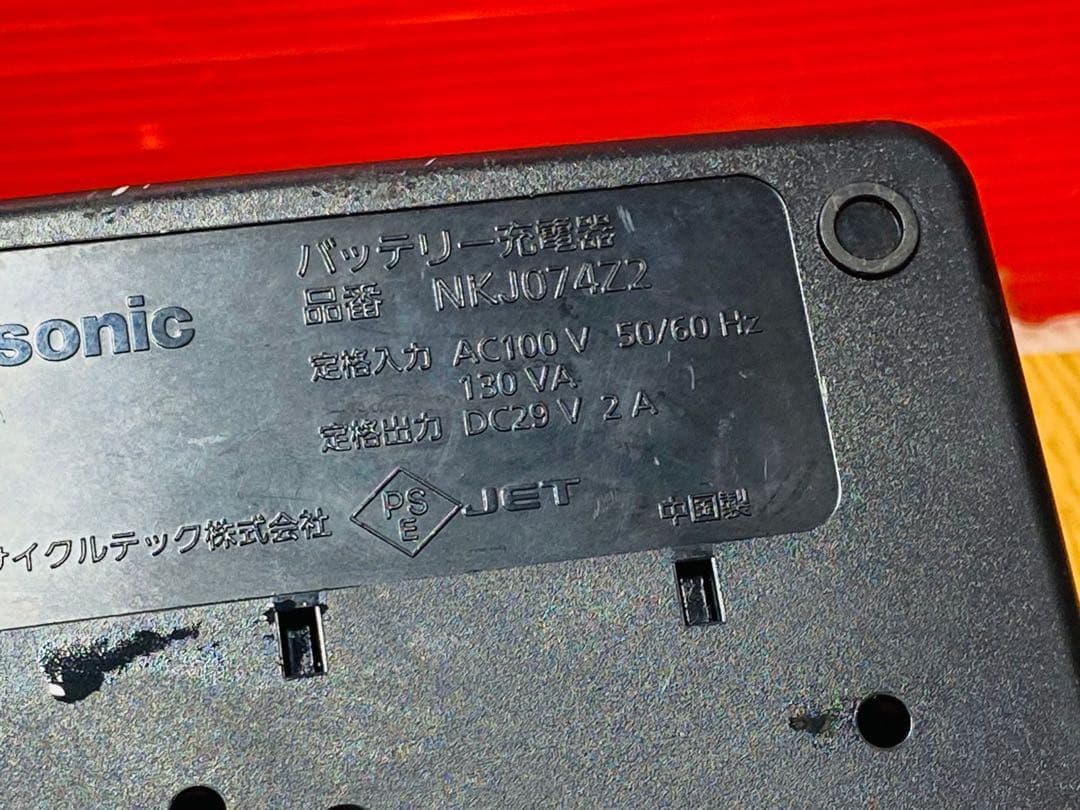 バッテリー充電器
品番 NKJ074Z2
sonic
定格入力 AC100 V 50/60 Hz
130 VA
定格出力 DC29 V 2 A
サイクルテック株式会社
PS
E
JET
中国製